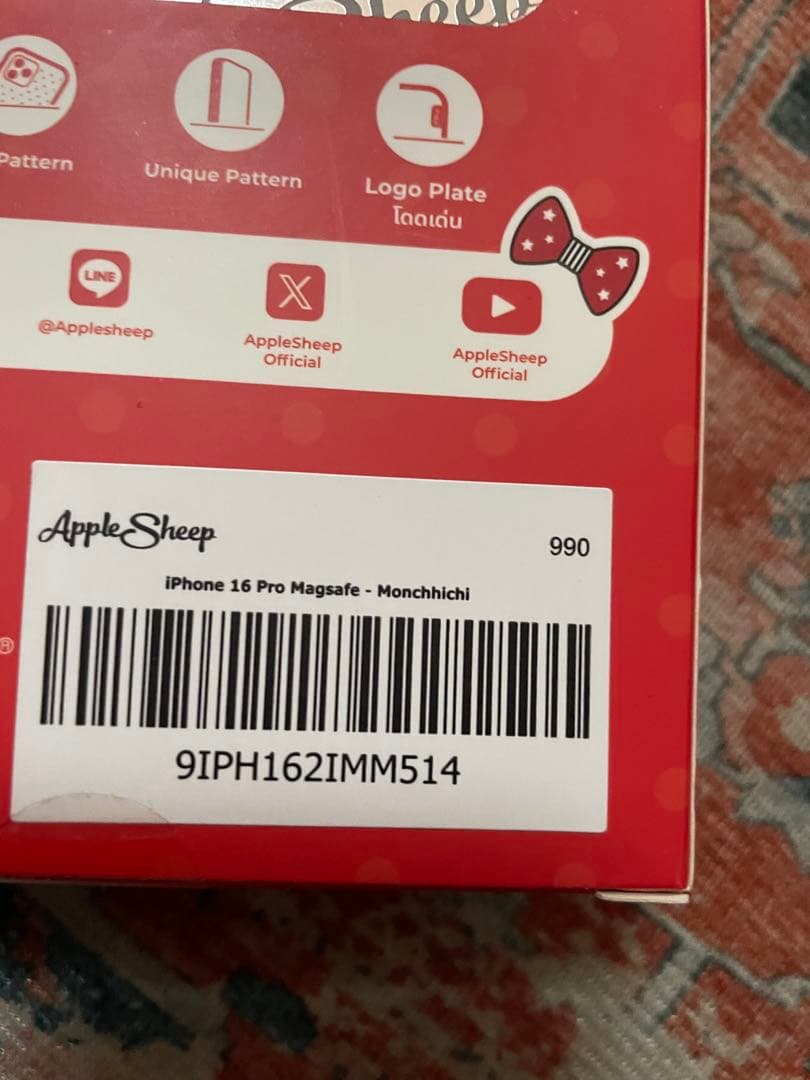 Sheep
Pattern
Unique Pattern
Logo Plate
โดดเด่น
LINE
@Applesheep
X
AppleSheep
Official
AppleSheep
Official
AppleSheep
990
iPhone 16 Pro Magsafe - Monchhichi
®
9IPH162IMM514